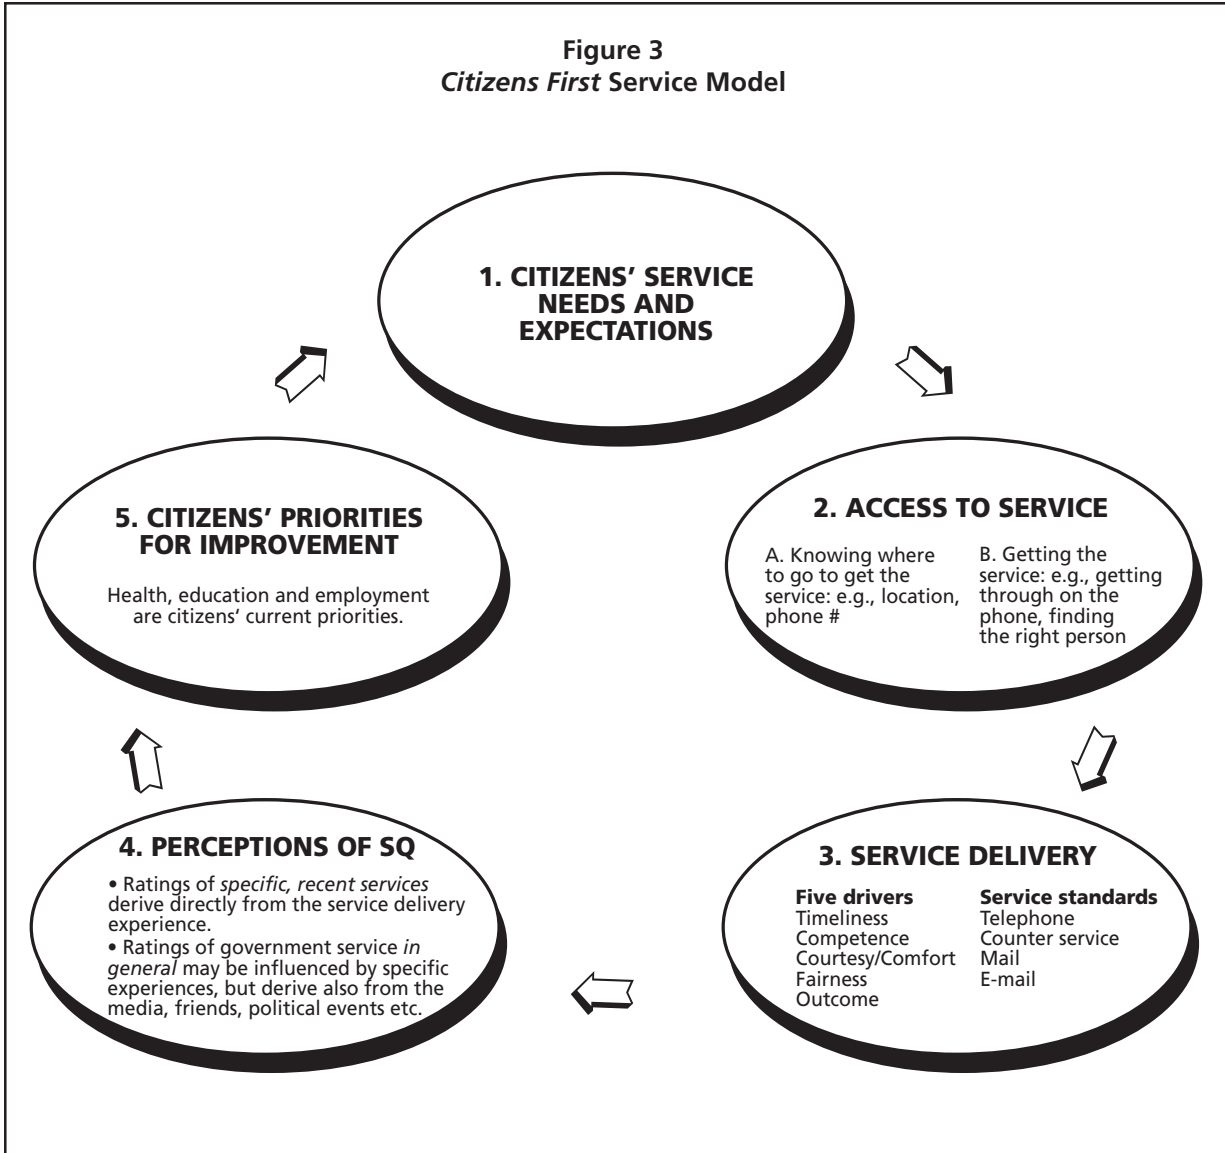 Figure 3
Citizens First Service Model
1. CITIZENS’ SERVICE
NEEDS AND
EXPECTATIONS
2. ACCESS TO SERVICE
A. Knowing where
to go to get the
service: e.g., location,
phone #
B. Getting the
service: e.g., getting
through on the
phone, finding
the right person
3. SERVICE DELIVERY
Five drivers
Timeliness
Competence
Courtesy/Comfort
Fairness
Outcome
Service standards
Telephone
Counter service
Mail
E-mail
4. PERCEPTIONS OF SQ
• Ratings of specific, recent services
derive directly from the service delivery
experience.
• Ratings of government service in
general may be influenced by specific
experiences, but derive also from the
media, friends, political events etc.
5. CITIZENS’ PRIORITIES
FOR IMPROVEMENT
Health, education and employment
are citizens’ current priorities.